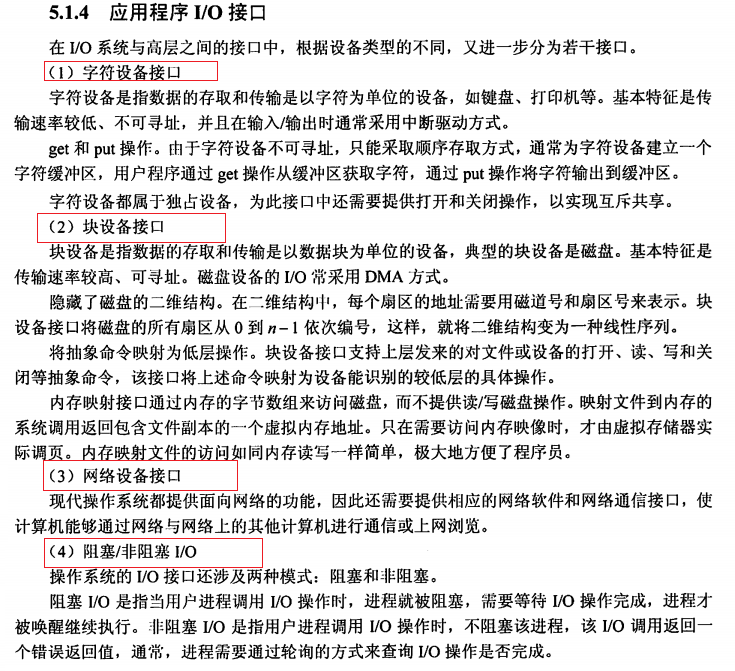 5.1.4 应用程序 I/O 接口
在 I/O 系统与高层之间的接口中，根据设备类型的不同，又进一步分为若干接口。
（1）字符设备接口
字符设备是指数据的存取和传输是以字符为单位的设备，如键盘、打印机等。基本特征是传
输速率较低、不可寻址，并且在输入/输出时通常采用中断驱动方式。
get 和 put 操作。由于字符设备不可寻址，只能采取顺序存取方式，通常为字符设备建立一个
字符缓冲区，用户程序通过 get 操作从缓冲区获取字符，通过 put 操作将字符输出到缓冲区。
字符设备都属于独占设备，为此接口中还需要提供打开和关闭操作，以实现互斥共享。
（2）块设备接口
块设备是指数据的存取和传输是以数据块为单位的设备，典型的块设备是磁盘。基本特征是
传输速率较高、可寻址。磁盘设备的 I/O 常采用 DMA 方式。
隐藏了磁盘的二维结构。在二维结构中，每个扇区的地址需要用磁道号和扇区号来表示。块
设备接口将磁盘的所有扇区从 0 到 n－1 依次编号，这样，就将二维结构变为一种线性序列。
将抽象命令映射为低层操作。块设备接口支持上层发来的对文件或设备的打开、读、写和关
闭等抽象命令，该接口将上述命令映射为设备能识别的较低层的具体操作。
内存映射接口通过内存的字节数组来访问磁盘，而不提供读/写磁盘操作。映射文件到内存的
系统调用返回包含文件副本的一个虚拟内存地址。只在需要访问内存映像时，才由虚拟存储器实
际调页。内存映射文件的访问如同内存读写一样简单，极大地方便了程序员。
（3）网络设备接口
现代操作系统都提供面向网络的功能，因此还需要提供相应的网络软件和网络通信接口，使
计算机能够通过网络与网络上的其他计算机进行通信或上网浏览。
（4）阻塞/非阻塞 I/O
操作系统的 I/O 接口还涉及两种模式：阻塞和非阻塞。
阻塞 I/O 是指当用户进程调用 I/O 操作时，进程就被阻塞，需要等待 I/O 操作完成，进程才
被唤醒继续执行。非阻塞 I/O 是指用户进程调用 I/O 操作时，不阻塞该进程，该 I/O 调用返回一
个错误返回值，通常，进程需要通过轮询的方式来查询 I/O 操作是否完成。